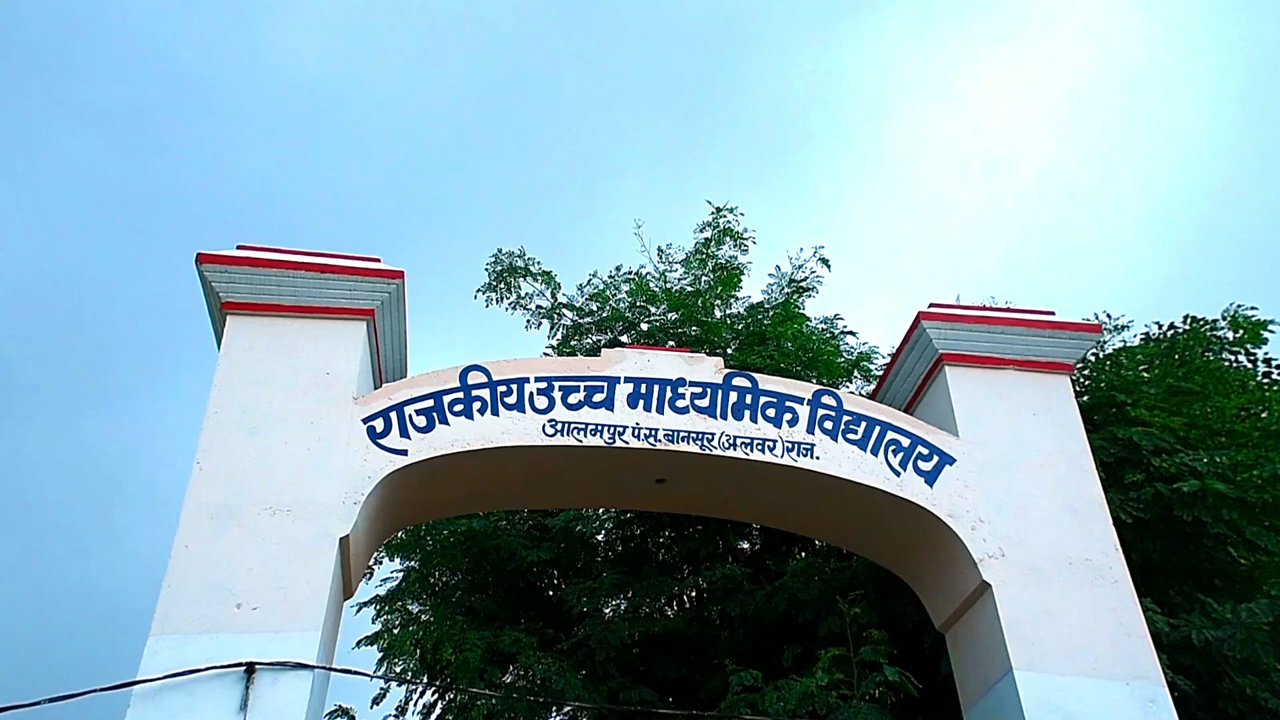 राजकीय उच्च माध्यमिक विद्यालय
आलमपुर पं.स. बानसूर (अलवर) राज.